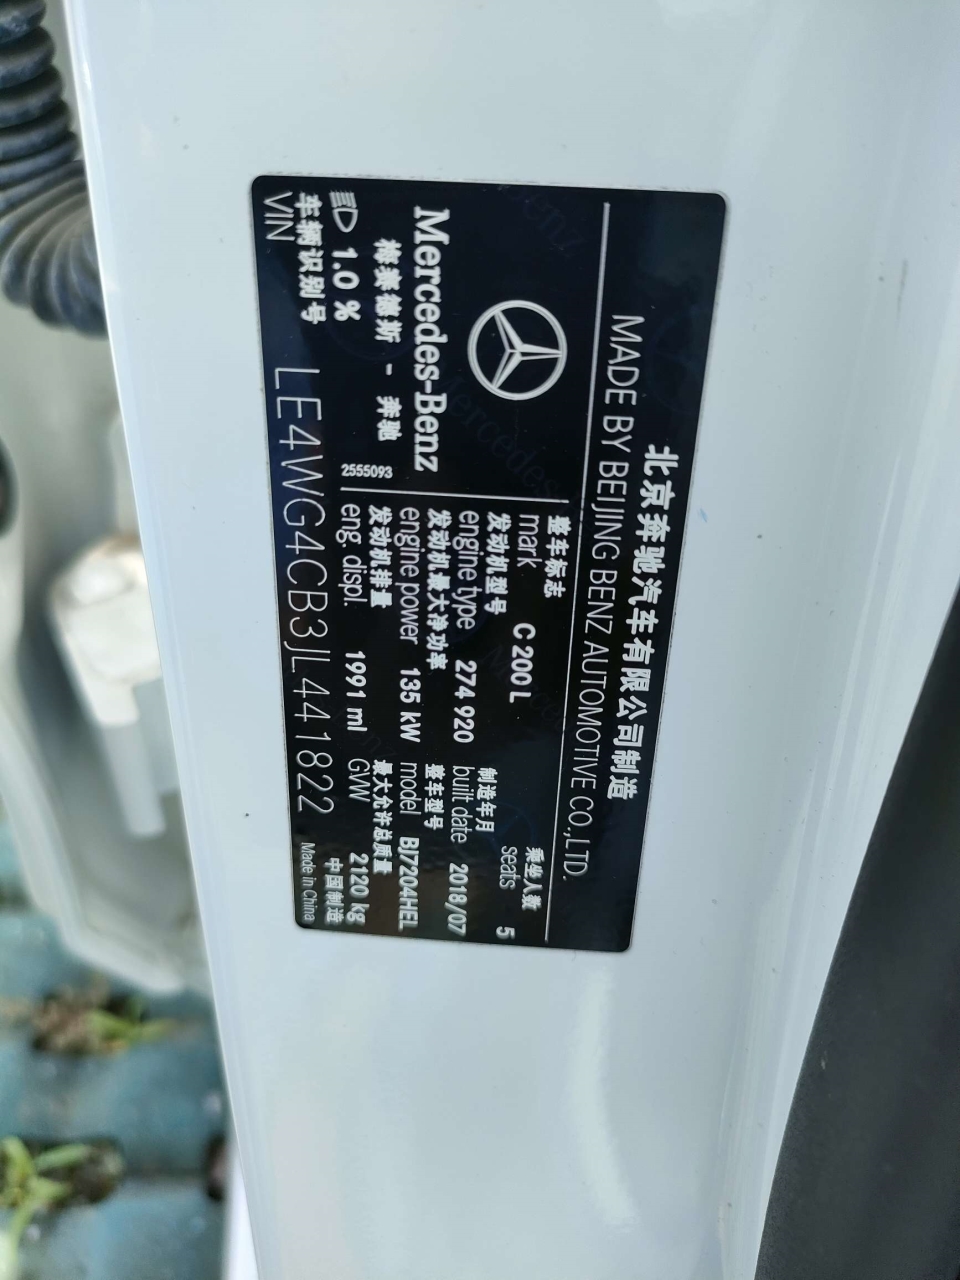 北京奔驰汽车有限公司制造
MADE BY BEIJING BENZ AUTOMOTIVE CO.,LTD.
Mercedes-Benz
梅赛德斯 - 奔驰
1.0 %
2555093
整车标志
mark C 200 L
乘坐人数
seats 5
发动机型号
engine type 274 920
制造年月
built date 2018/07
发动机最大净功率
engine power 135 kW
整车型号
model BJ7204HEL
发动机排量
eng. displ. 1991 ml
最大允许总质量
GVW 2120 kg
车辆识别号
VIN LE4WG4CB3JL441822
中国制造
Made in China